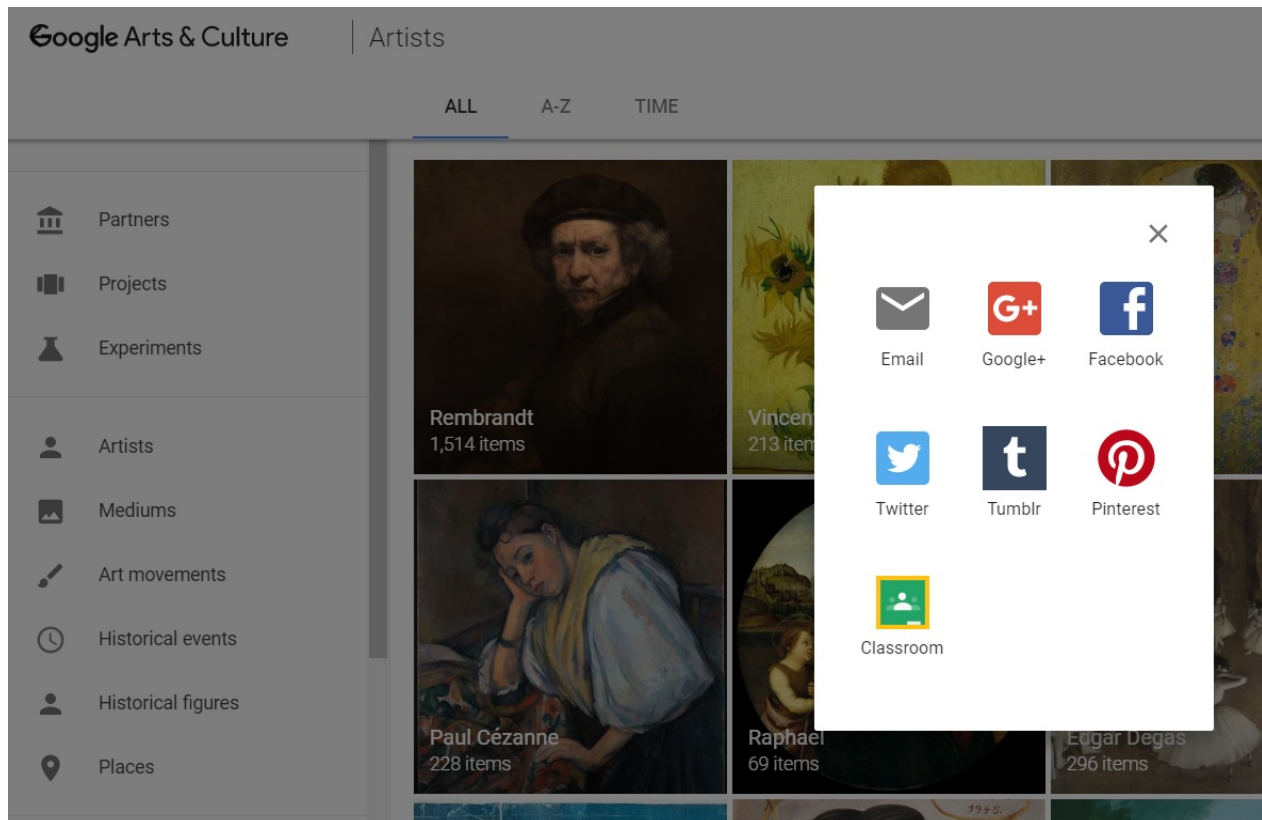 Google Arts & Culture
Artists
ALL
A-Z
TIME
Partners
Projects
Experiments
Artists
Mediums
Art movements
Historical events
Historical figures
Places
Rembrandt
1,514 items
Vincen
213 item
Paul Cézanne
228 items
Raphael
69 items
Edgar Degas
296 items
1945.
Email
G+
Google+
f
Facebook
Twitter
t
Tumblr
Pinterest
Classroom